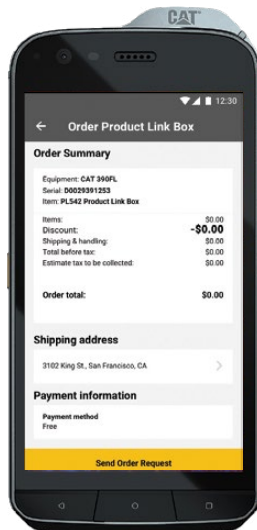 CAT
12:30
Order Product Link Box
Order Summary
Equipment: CAT 390FL
Serial: D0029391253
Item: PL542 Product Link Box
Items: $0.00
Discount: -$0.00
Shipping & handling: $0.00
Total before tax: $0.00
Estimate tax to be collected: $0.00
Order total: $0.00
Shipping address
3102 King St., San Francisco, CA
Payment information
Payment method
Free
Send Order Request